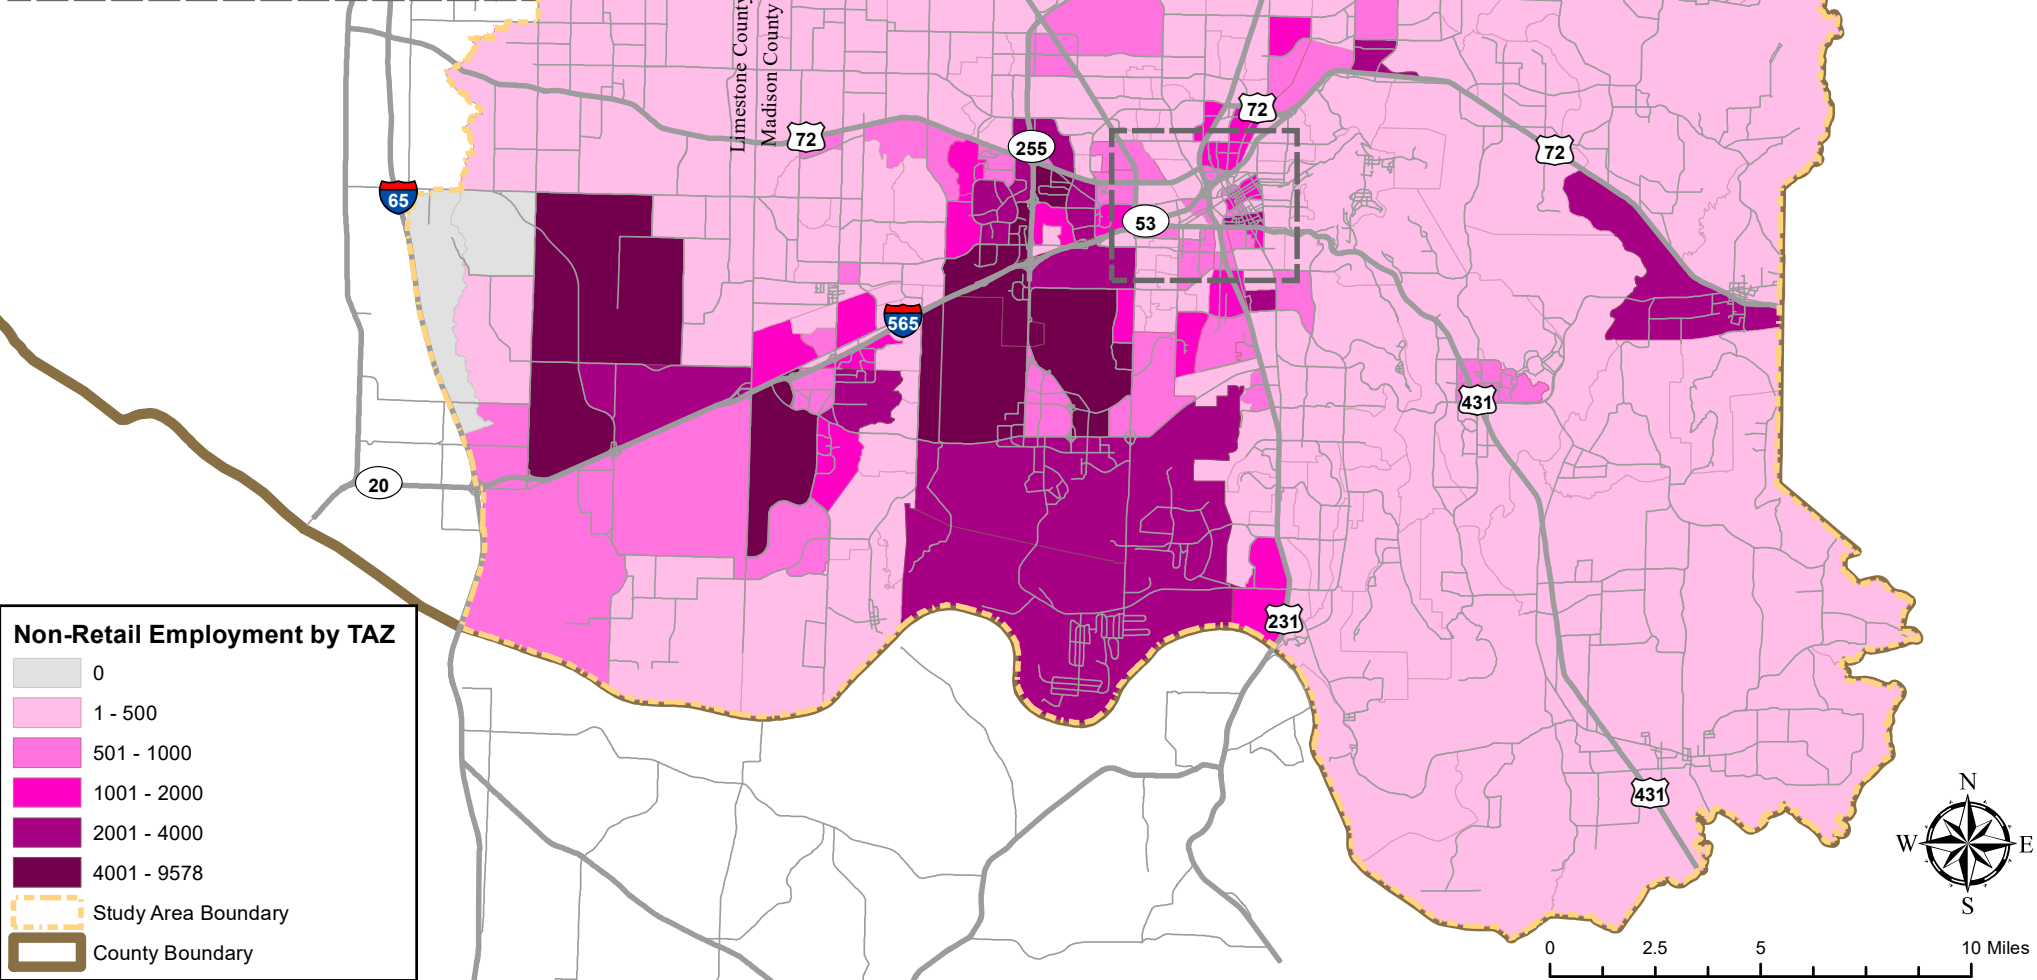 Limestone County
Madison County
72
72
255
72
65
53
565
431
20
231
431
Non-Retail Employment by TAZ
0
1 - 500
501 - 1000
1001 - 2000
2001 - 4000
4001 - 9578
Study Area Boundary
County Boundary
N
W
E
S
0 2.5 5 10 Miles